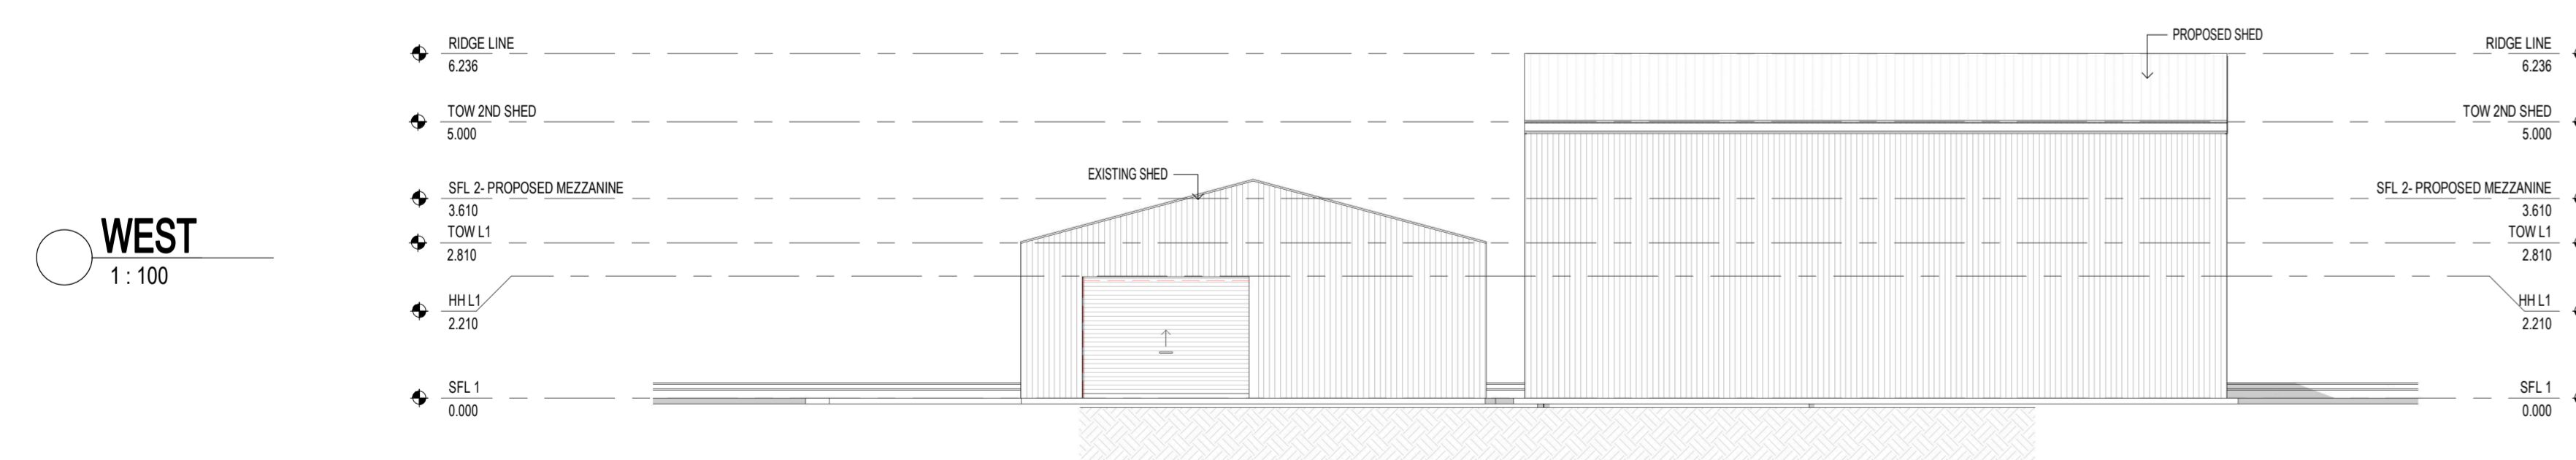 RIDGE LINE
6.236
PROPOSED SHED
RIDGE LINE
6.236
TOW 2ND SHED
5.000
TOW 2ND SHED
5.000
EXISTING SHED
SFL 2- PROPOSED MEZZANINE
3.610
SFL 2- PROPOSED MEZZANINE
3.610
WEST
1 : 100
TOW L1
2.810
TOW L1
2.810
HH L1
2.210
HH L1
2.210
SFL 1
0.000
SFL 1
0.000